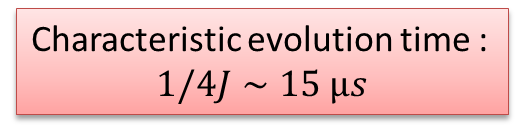 Characteristic evolution time :
1/4J ~ 15 μs